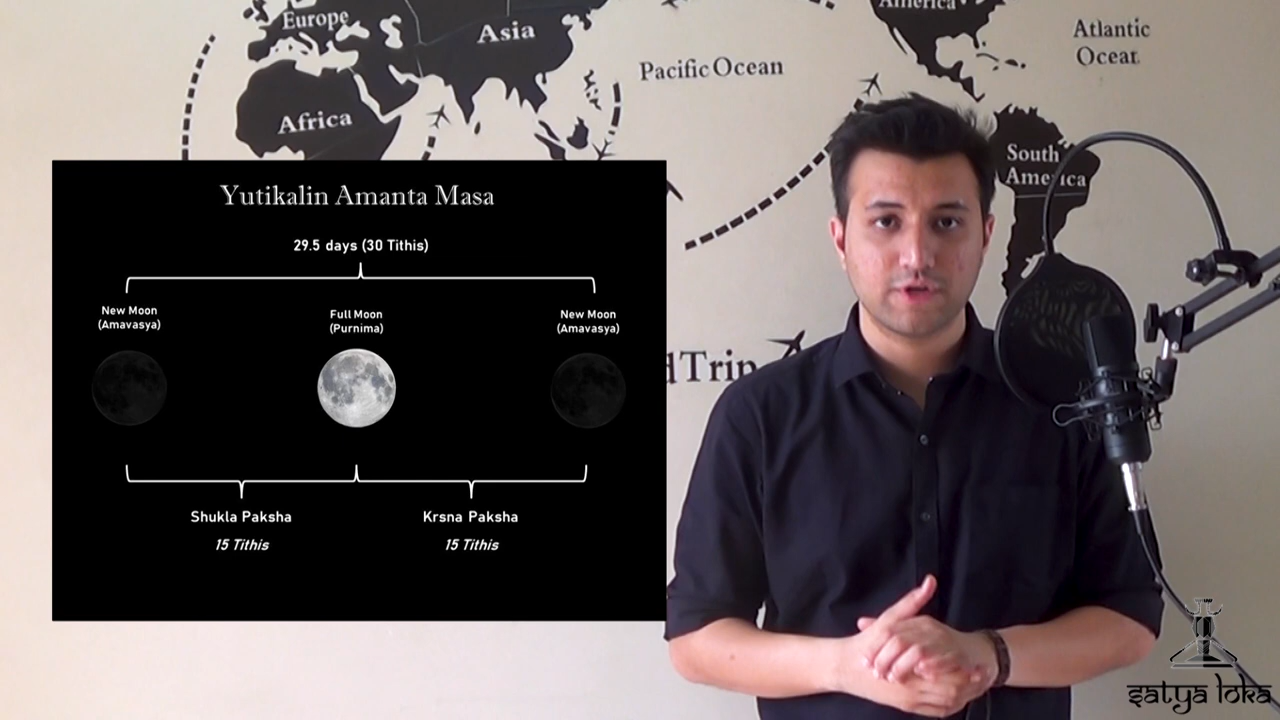 Europe
Asia
Africa
Pacific Ocean
America
Atlantic
Ocear
South
America
dTrip
Yutikalin Amanta Masa
29.5 days (30 Tithis)
New Moon
(Amavasya)
Full Moon
(Purnima)
New Moon
(Amavasya)
Shukla Paksha
15 Tithis
Krsna Paksha
15 Tithis
satya loka